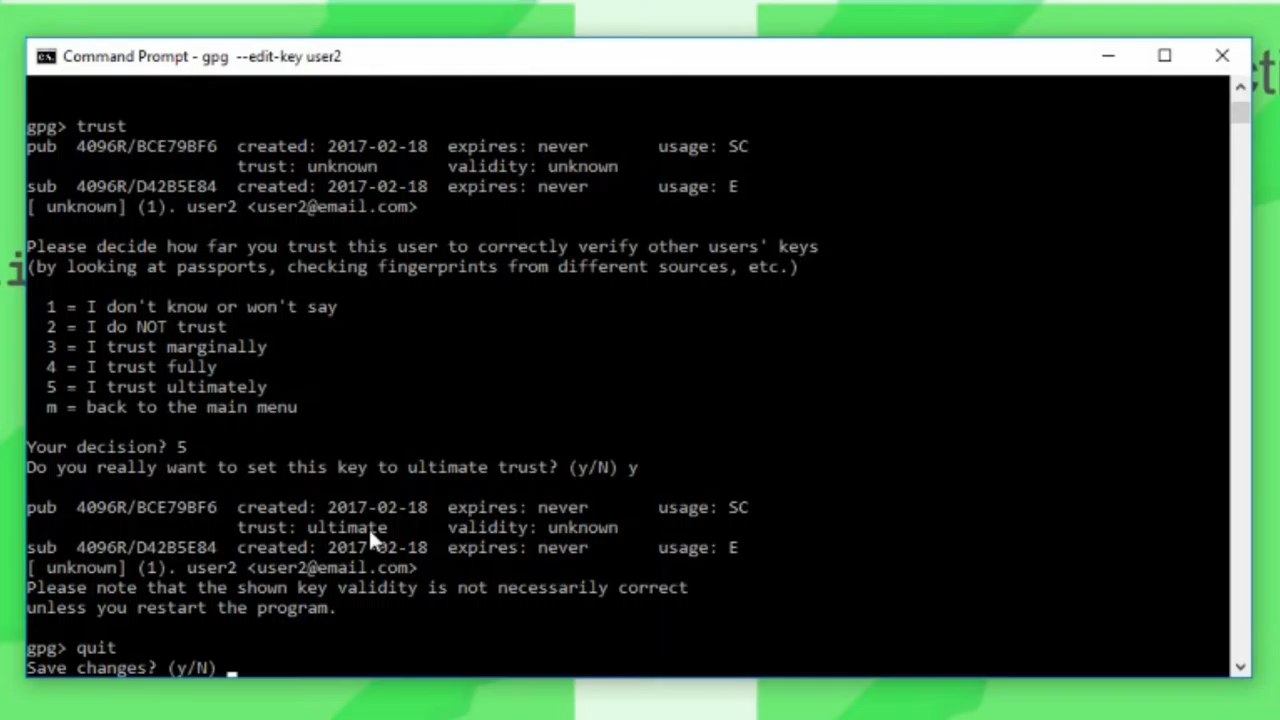 Command Prompt - gpg --edit-key user2
gpg> trust
pub 4096R/BCE79BF6 created: 2017-02-18 expires: never usage: SC
trust: unknown validity: unknown
sub 4096R/D42B5E84 created: 2017-02-18 expires: never usage: E
[ unknown] (1). user2 <user2@email.com>
Please decide how far you trust this user to correctly verify other users' keys
(by looking at passports, checking fingerprints from different sources, etc.)
1 = I don't know or won't say
2 = I do NOT trust
3 = I trust marginally
4 = I trust fully
5 = I trust ultimately
m = back to the main menu
Your decision? 5
Do you really want to set this key to ultimate trust? (y/N) y
pub 4096R/BCE79BF6 created: 2017-02-18 expires: never usage: SC
trust: ultimate validity: unknown
sub 4096R/D42B5E84 created: 2017-02-18 expires: never usage: E
[ unknown] (1). user2 <user2@email.com>
Please note that the shown key validity is not necessarily correct
unless you restart the program.
gpg> quit
Save changes? (y/N)